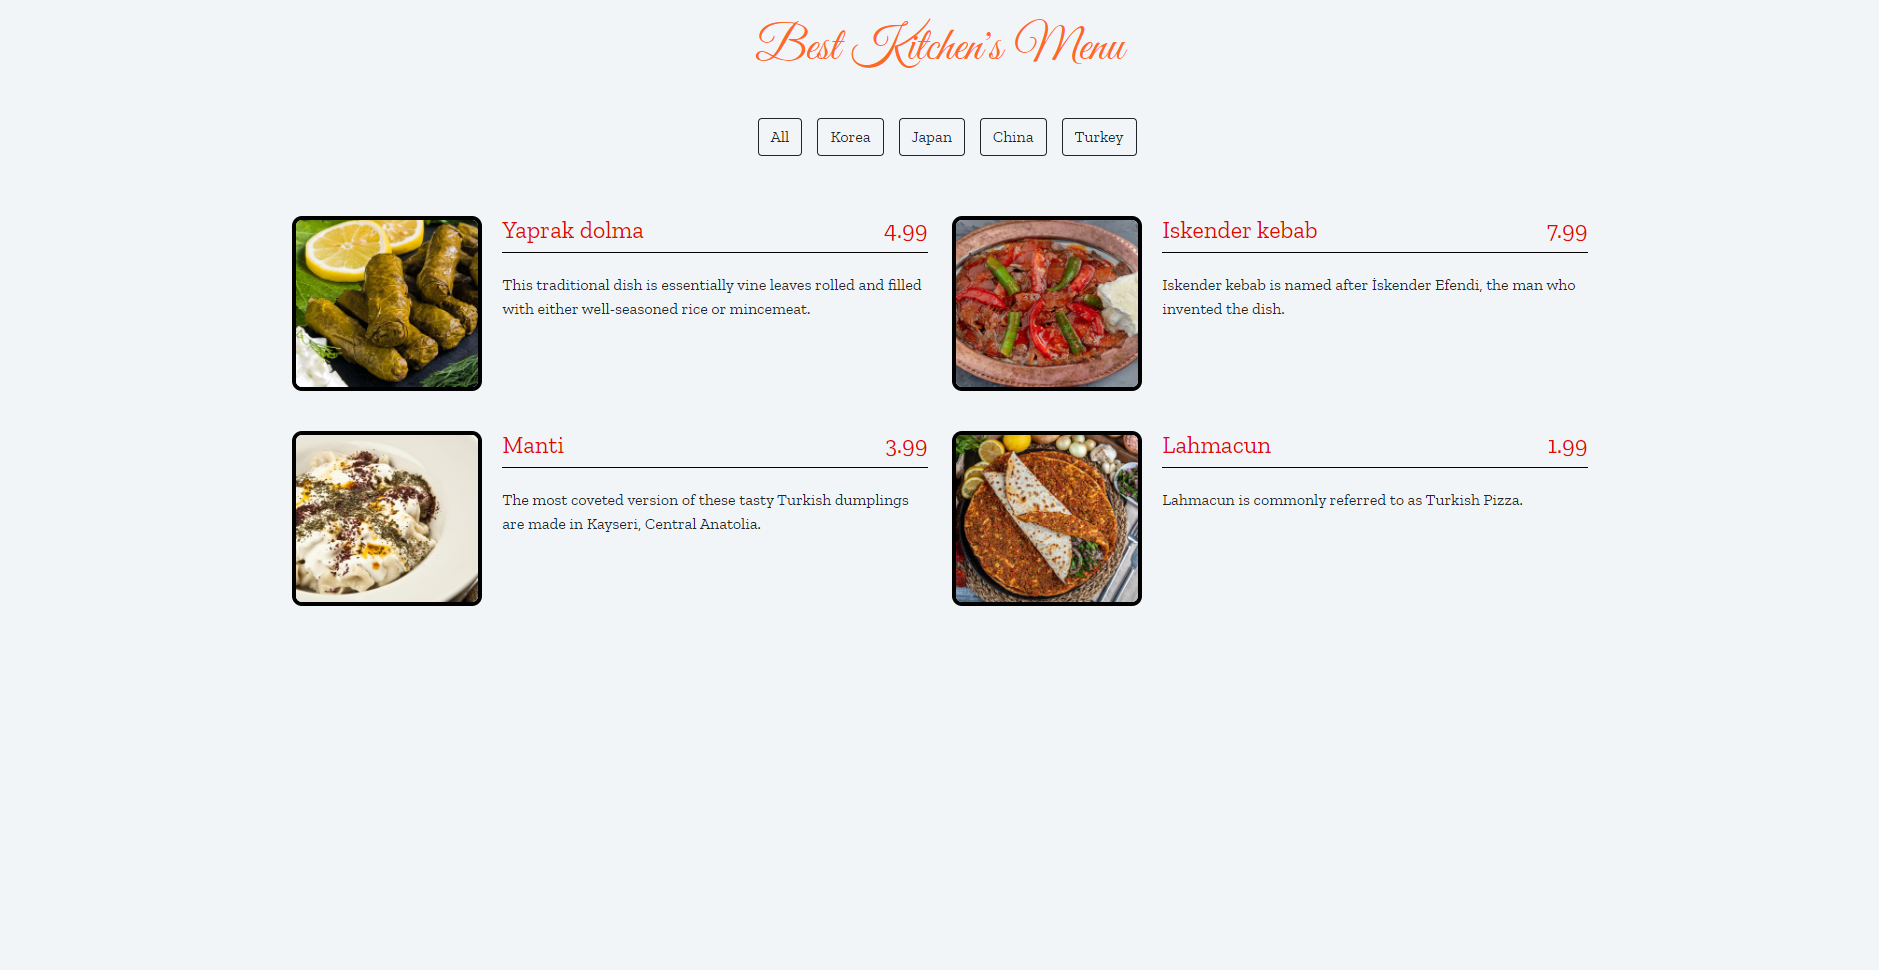 Best Kitchen's Menu
All Korea Japan China Turkey
Yaprak dolma 4.99
This traditional dish is essentially vine leaves rolled and filled
with either well-seasoned rice or mincemeat.
Iskender kebab 7.99
Iskender kebab is named after İskender Efendi, the man who
invented the dish.
Manti 3.99
The most coveted version of these tasty Turkish dumplings
are made in Kayseri, Central Anatolia.
Lahmacun 1.99
Lahmacun is commonly referred to as Turkish Pizza.